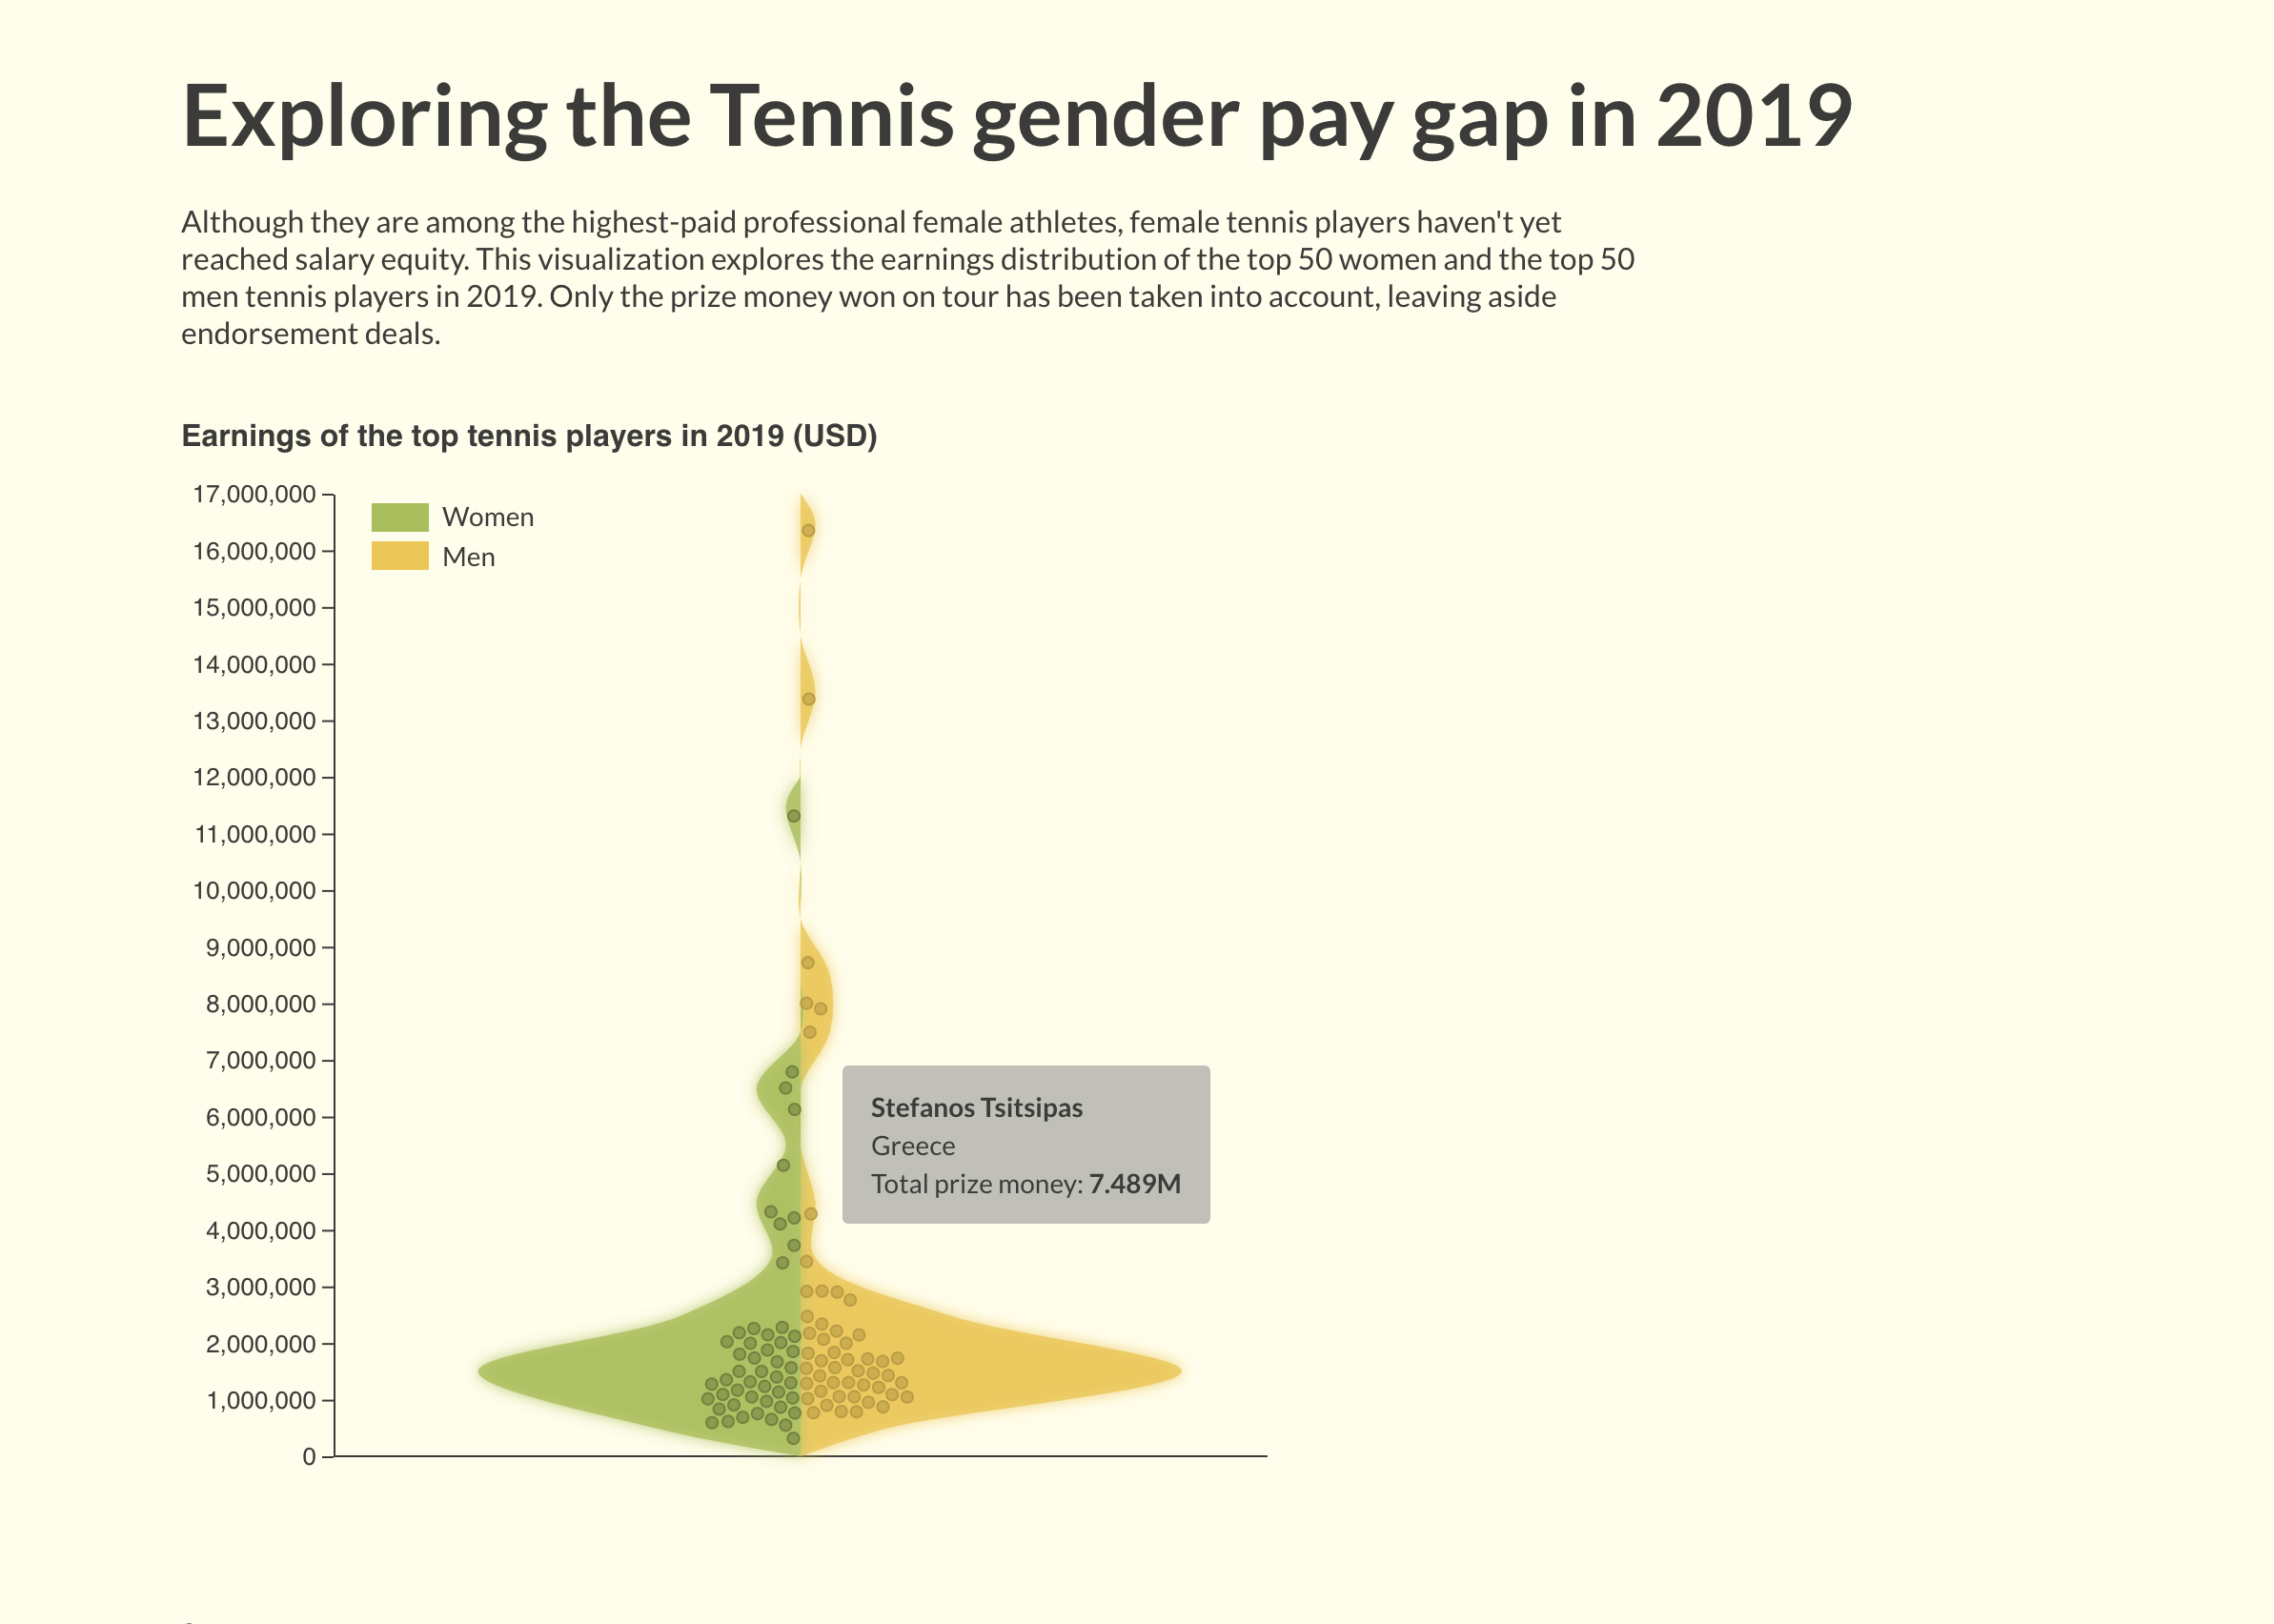 Exploring the Tennis gender pay gap in 2019
Although they are among the highest-paid professional female athletes, female tennis players haven't yet
reached salary equity. This visualization explores the earnings distribution of the top 50 women and the top 50
men tennis players in 2019. Only the prize money won on tour has been taken into account, leaving aside
endorsement deals.
Earnings of the top tennis players in 2019 (USD)
17,000,000
Women
16,000,000
Men
15,000,000
14,000,000
13,000,000
12,000,000
11,000,000
10,000,000
9,000,000
8,000,000
7,000,000
6,000,000
5,000,000
4,000,000
3,000,000
2,000,000
1,000,000
0
Stefanos Tsitsipas
Greece
Total prize money: 7.489M